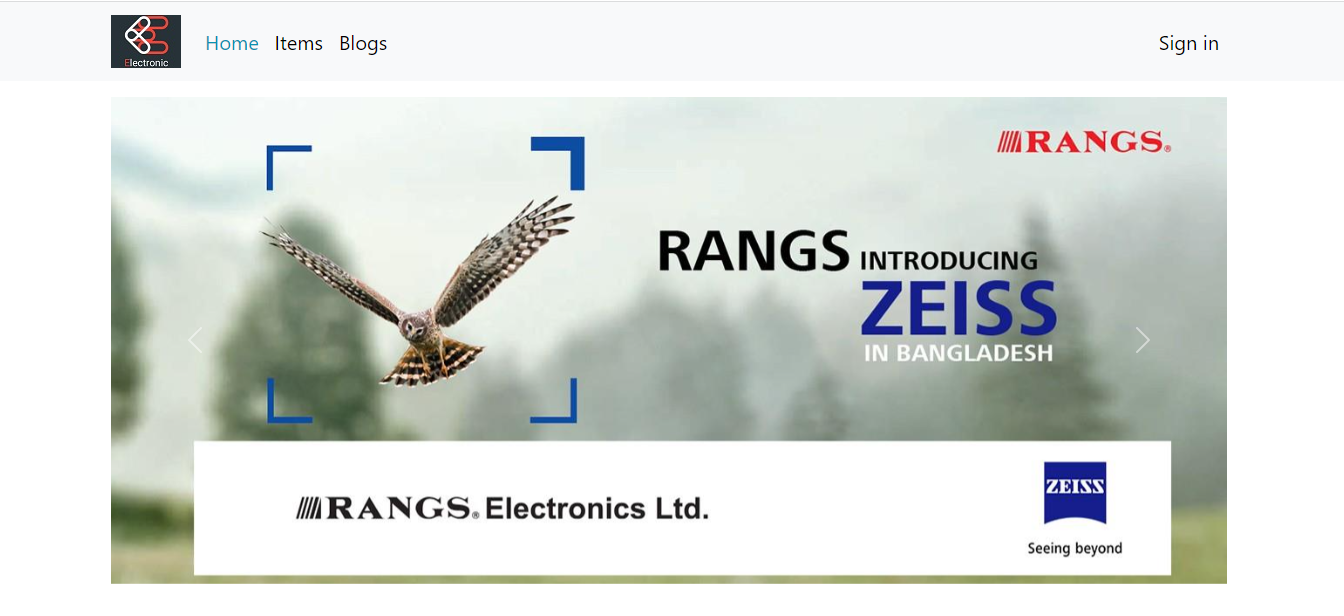 Electronic
Home Items Blogs Sign in
RANGS®
RANGS INTRODUCING
ZEISS
IN BANGLADESH
RANGS® Electronics Ltd.
ZEISS
Seeing beyond